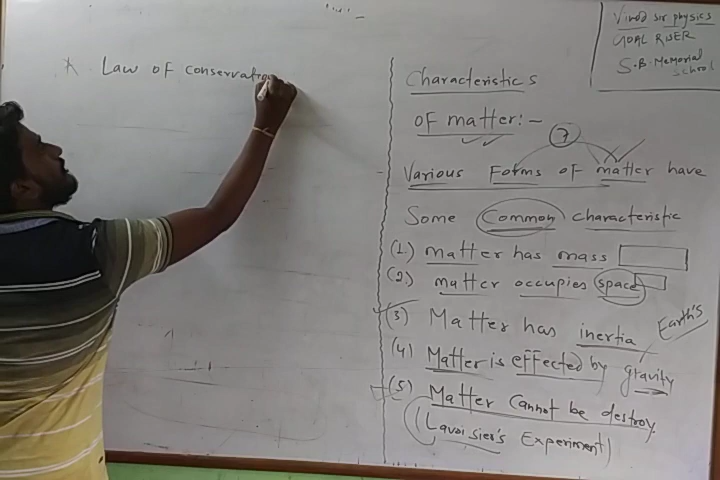 Vinod sir physics
GOAL RISER
S.B. Memorial
School
* Law of conservation
Characteristics
OF matter:-
7
Various Forms of matter have
Some Common characteristic
(1.) matter has mass
(2.) matter occupies space
(3) Matter has inertia
Earth's
(4) Matter is effected by gravity
(5) Matter Cannot be destroy.
(Lavoisier's Experiment)